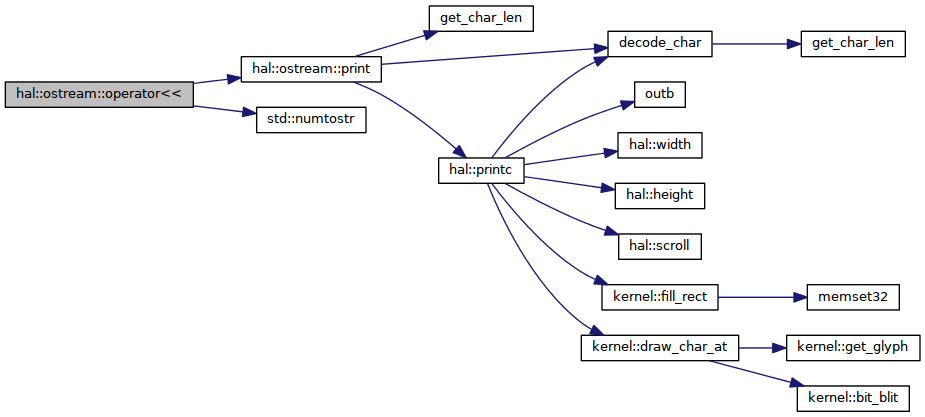 get_char_len
hal::ostream::print
decode_char
get_char_len
hal::ostream::operator<<
std::numtostr
outb
hal::width
hal::printc
hal::height
hal::scroll
kernel::fill_rect
memset32
kernel::draw_char_at
kernel::get_glyph
kernel::bit_blit